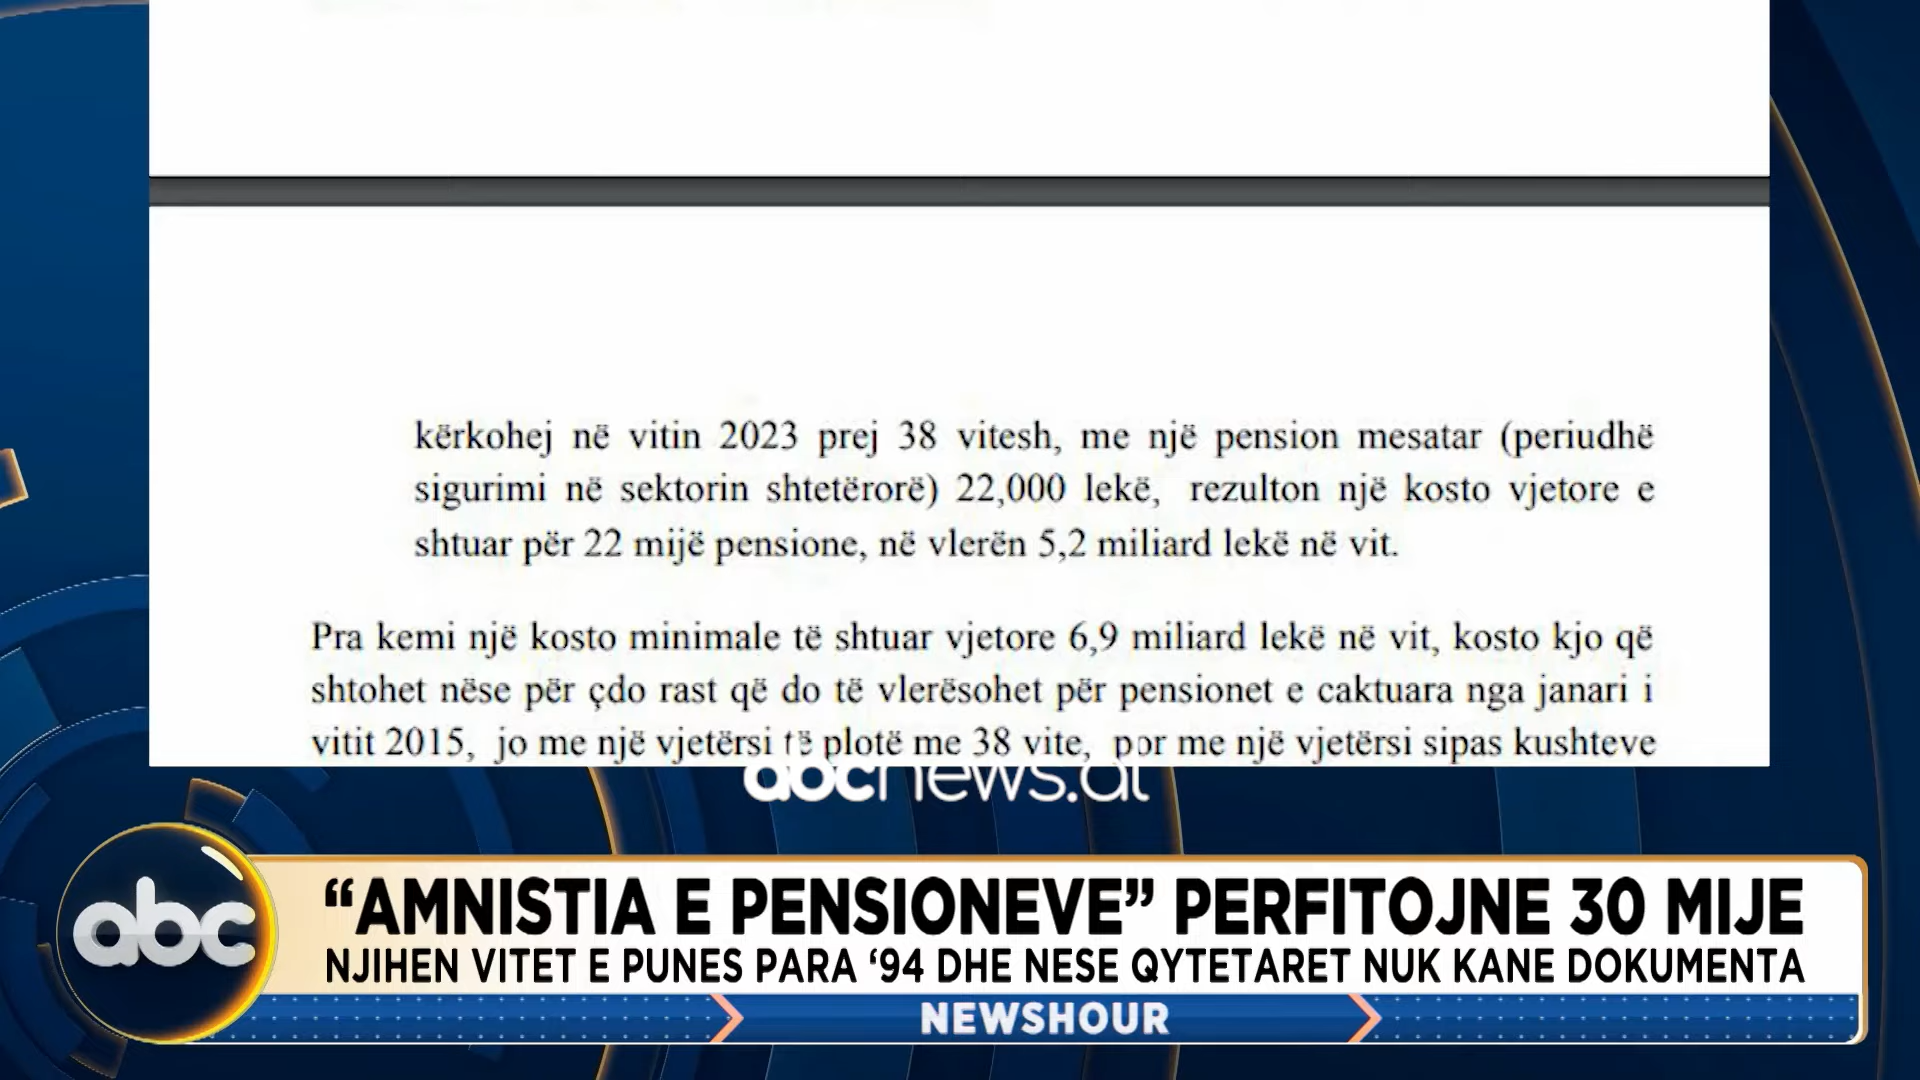 kërkohej në vitin 2023 prej 38 vitesh, me një pension mesatar (periudhë
sigurimi në sektorin shtetërorë) 22,000 lekë, rezulton një kosto vjetore e
shtuar për 22 mijë pensione, në vlerën 5,2 miliard lekë në vit.
Pra kemi një kosto minimale të shtuar vjetore 6,9 miliard lekë në vit, kosto kjo që
shtohet nëse për çdo rast që do të vlerësohet për pensionet e caktuara nga janari i
vitit 2015, jo me një vjetërsi të plotë me 38 vite, por me një vjetërsi sipas kushteve
abcnews.al
abc
“AMNISTIA E PENSIONEVE” PERFITOJNE 30 MIJE
NJIHEN VITET E PUNES PARA ‘94 DHE NESE QYTETARET NUK KANE DOKUMENTA
NEWSHOUR